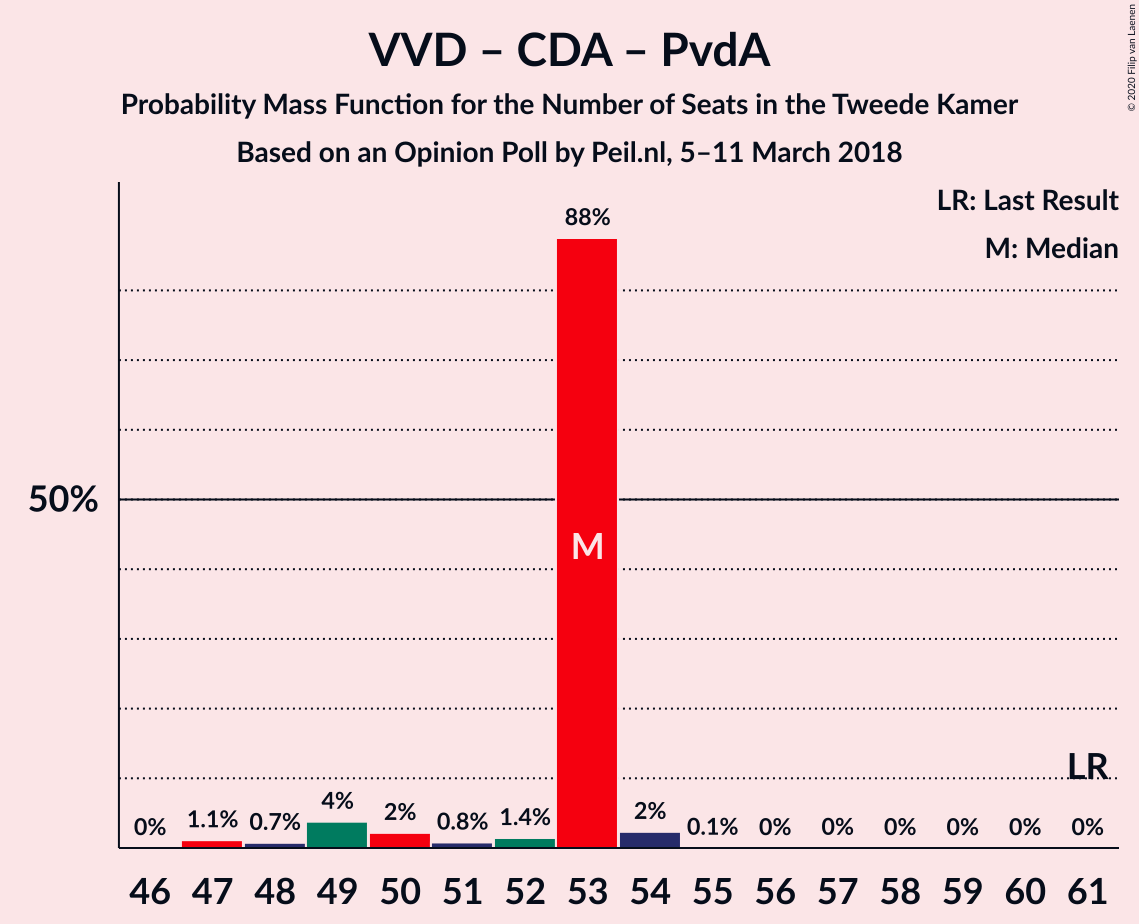 VVD – CDA – PvdA
Probability Mass Function for the Number of Seats in the Tweede Kamer
Based on an Opinion Poll by Peil.nl, 5–11 March 2018
© 2020 Filip van Laenen
LR: Last Result
M: Median
88%
50%
M
LR
0% 1.1% 0.7% 4% 2% 0.8% 1.4% 2% 0.1% 0% 0% 0% 0% 0% 0%
46 47 48 49 50 51 52 53 54 55 56 57 58 59 60 61